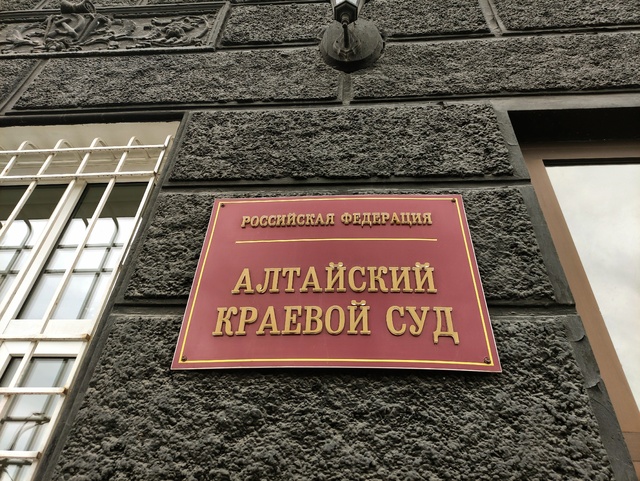 РОССИЙСКАЯ ФЕДЕРАЦИЯ
АЛТАЙСКИЙ
КРАЕВОЙ СУД